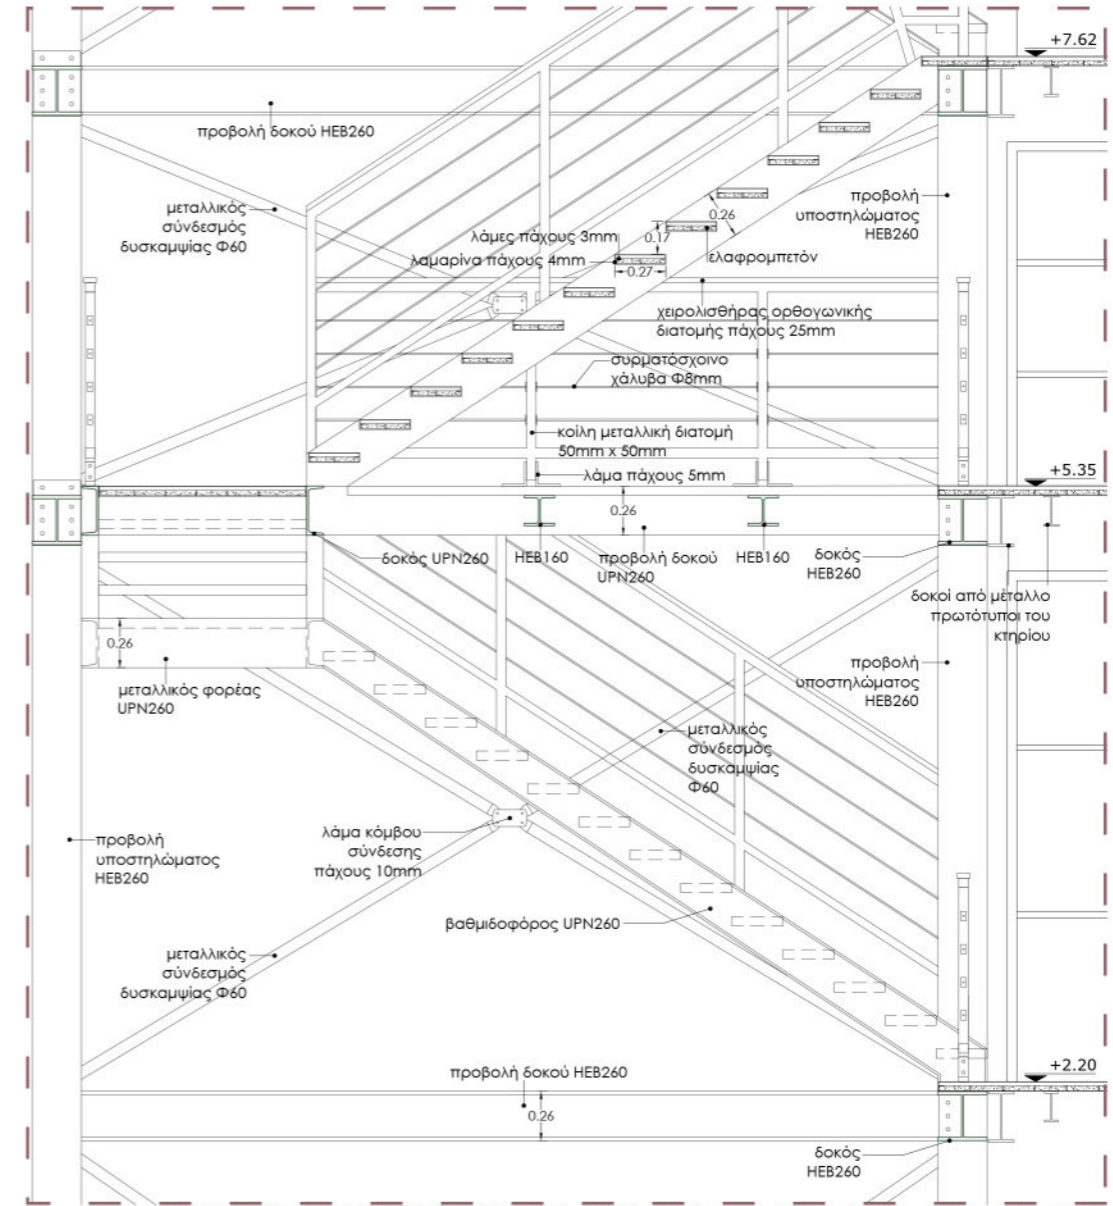 +7.62
προβολή δοκού HEB260
μεταλλικός
σύνδεσμός
δυσκαμψίας Φ60
προβολή
υποστηλώματος
HEB260
0.26
0.17
λάμες πάχους 3mm
λαμαρίνα πάχους 4mm
0.27
ελαφρομπετόν
χειρολισθήρας ορθογωνικής
διατομής πάχους 25mm
συρματόσχοινο
χάλυβα Φ8mm
κοίλη μεταλλική διατομή
50mm x 50mm
λάμα πάχους 5mm
+5.35
0.26
δοκός UPN260
HEB160
προβολή δοκού
UPN260
HEB160
δοκός
HEB260
δοκοί από μέταλλο
πρωτότυποι του
κτηρίου
0.26
μεταλλικός φορέας
UPN260
προβολή
υποστηλώματος
HEB260
μεταλλικός
σύνδεσμός
δυσκαμψίας
Φ60
λάμα κόμβου
σύνδεσης
πάχους 10mm
προβολή
υποστηλώματος
HEB260
βαθμιδοφόρος UPN260
μεταλλικός
σύνδεσμός
δυσκαμψίας Φ60
+2.20
προβολή δοκού HEB260
0.26
δοκός
HEB260